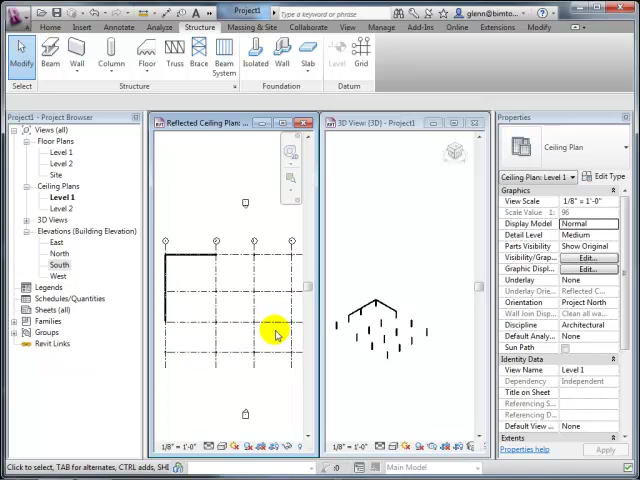 Project1
Type a keyword or phrase
glenn@bimto...
Home Insert Annotate Analyze Structure Massing & Site Collaborate View Manage Add-Ins Online Extensions Modify
Modify Beam Wall Column Floor Truss Brace Beam System Isolated Wall Slab Level Grid
Select Structure Foundation Datum
Project1 - Project Browser
Views (all)
Floor Plans
Level 1
Level 2
Site
Ceiling Plans
Level 1
Level 2
3D Views
Elevations (Building Elevation)
East
North
South
West
Legends
Schedules/Quantities
Sheets (all)
Families
Groups
Revit Links
Reflected Ceiling Plan: ...
1/8" = 1'-0"
3D View: {3D} - Project1
1/8" = 1'-0"
Properties
Ceiling Plan
Ceiling Plan: Level 1 Edit Type
Graphics
View Scale 1/8" = 1'-0"
Scale Value 1: 96
Display Model Normal
Detail Level Medium
Parts Visibility Show Original
Visibility/Grap... Edit...
Graphic Displ... Edit...
Underlay None
Underlay Orie... Reflected C...
Orientation Project North
Wall Join Displ... Clean all wa...
Discipline Architectural
Default Analy... None
Sun Path
Identity Data
View Name Level 1
Dependency Independent
Title on Sheet
Referencing S...
Referencing D...
Default View... None
Extents
Properties help Apply
Click to select, TAB for alternates, CTRL adds, SHI
:0 Main Model